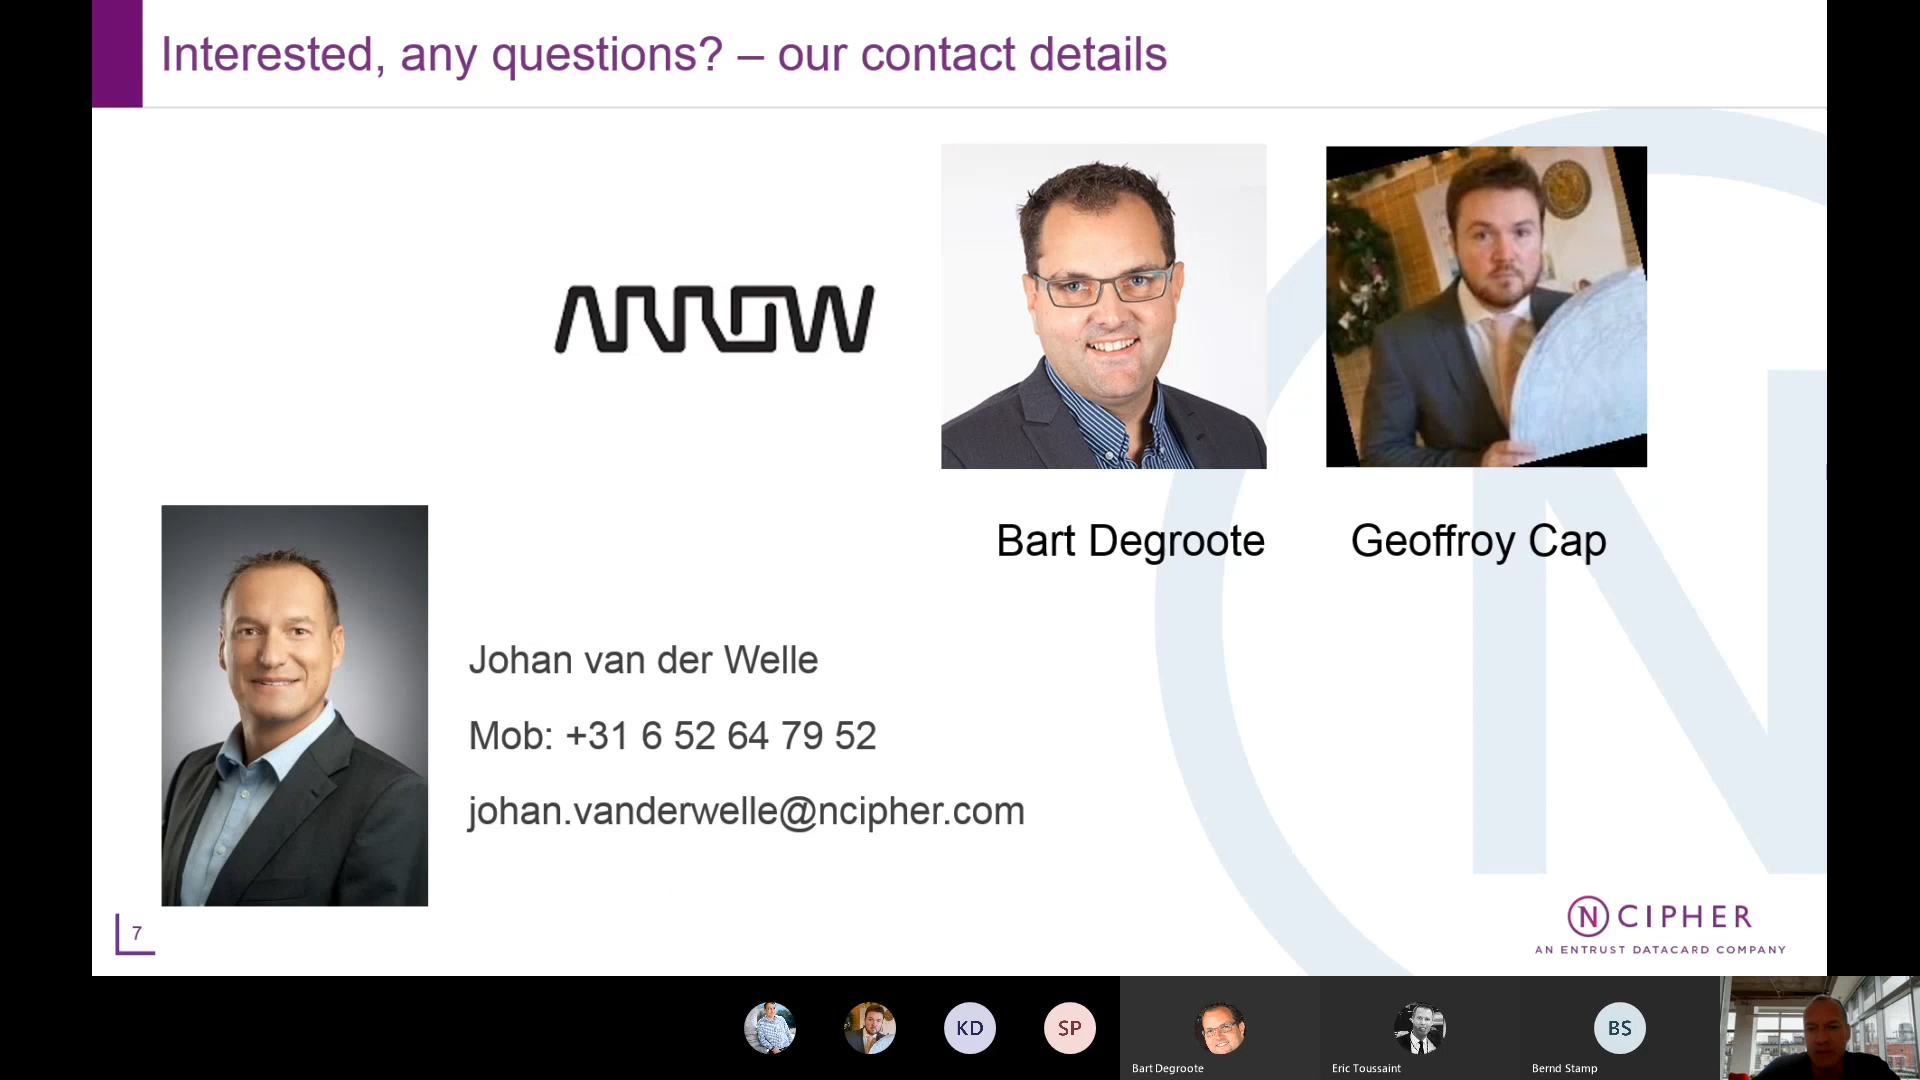 Interested, any questions? – our contact details
ARROW
Bart Degroote
Geoffroy Cap
Johan van der Welle
Mob: +31 6 52 64 79 52
johan.vanderwelle@ncipher.com
7
N CIPHER
AN ENTRUST DATACARD COMPANY
KD
SP
BS
Bart Degroote
Eric Toussaint
Bernd Stamp